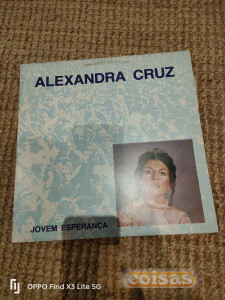 ALEXANDRA CRUZ
JOVEM ESPERANÇA
OPPO Find X3 Lite 5G
coisas